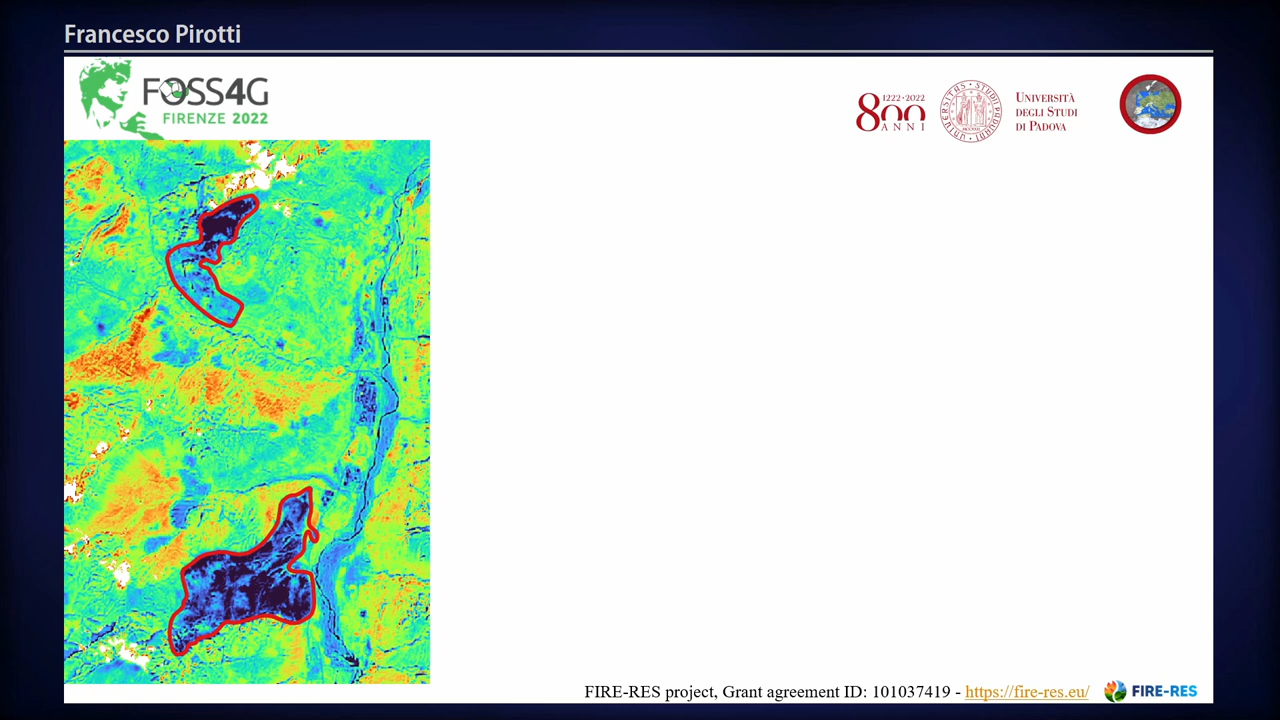 Francesco Pirotti
FOSS4G
FIRENZE 2022
1222•2022
800
ANNI
UNIVERSITÀ
DEGLI STUDI
DI PADOVA
FIRE-RES project, Grant agreement ID: 101037419 - https://fire-res.eu/
FIRE-RES